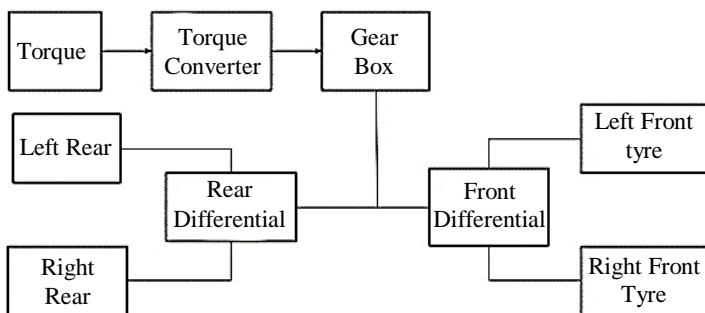 Torque
Torque
Converter
Gear
Box
Left Rear
Left Front
tyre
Rear
Differential
Front
Differential
Right
Rear
Right Front
Tyre